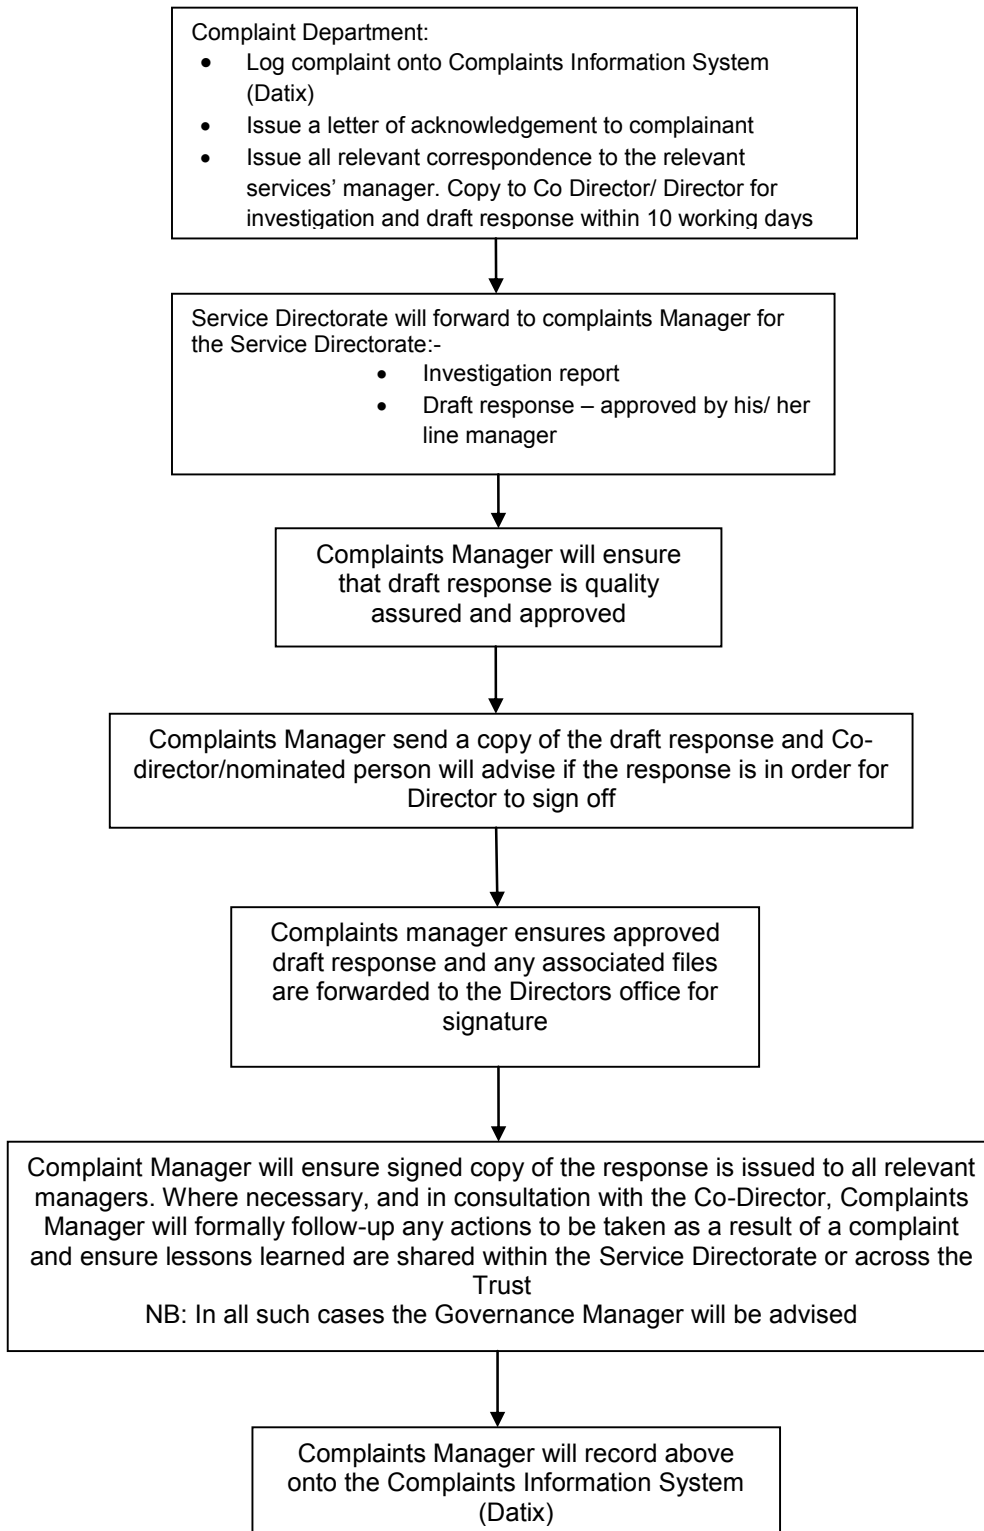 Complaint Department:
• Log complaint onto Complaints Information System
(Datix)
• Issue a letter of acknowledgement to complainant
• Issue all relevant correspondence to the relevant
services’ manager. Copy to Co Director/ Director for
investigation and draft response within 10 working days
Service Directorate will forward to complaints Manager for
the Service Directorate:-
• Investigation report
• Draft response – approved by his/ her
line manager
Complaints Manager will ensure
that draft response is quality
assured and approved
Complaints Manager send a copy of the draft response and Co-
director/nominated person will advise if the response is in order for
Director to sign off
Complaints manager ensures approved
draft response and any associated files
are forwarded to the Directors office for
signature
Complaint Manager will ensure signed copy of the response is issued to all relevant
managers. Where necessary, and in consultation with the Co-Director, Complaints
Manager will formally follow-up any actions to be taken as a result of a complaint
and ensure lessons learned are shared within the Service Directorate or across the
Trust
NB: In all such cases the Governance Manager will be advised
Complaints Manager will record above
onto the Complaints Information System
(Datix)